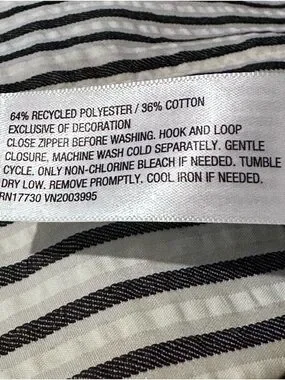 64% RECYCLED POLYESTER / 36% COTTON
EXCLUSIVE OF DECORATION
CLOSE ZIPPER BEFORE WASHING. HOOK AND LOOP
CLOSURE, MACHINE WASH COLD SEPARATELY. GENTLE
CYCLE. ONLY NON-CHLORINE BLEACH IF NEEDED. TUMBLE
DRY LOW. REMOVE PROMPTLY. COOL IRON IF NEEDED.
RN17730 VN2003995